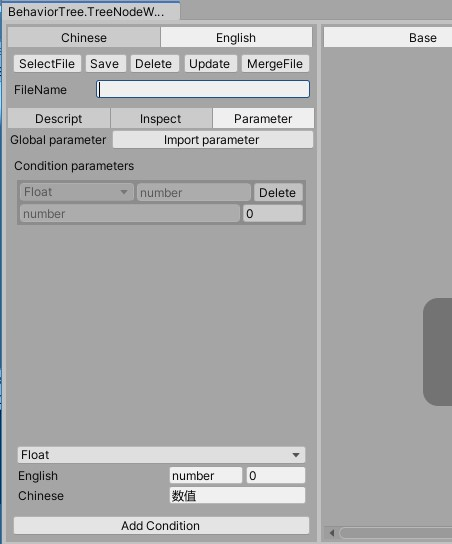 BehaviorTree.TreeNodeW...
Chinese English Base
SelectFile Save Delete Update MergeFile
FileName
Descript Inspect Parameter
Global parameter Import parameter
Condition parameters
Float number Delete
number 0
Float
English number 0
Chinese 数值
Add Condition